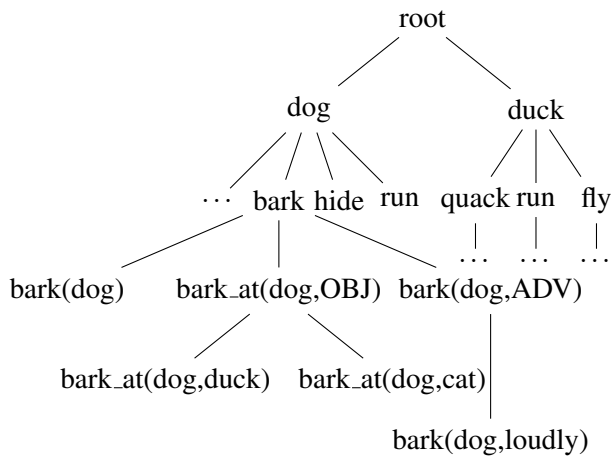 root
dog duck
··· bark hide run quack run fly
··· ··· ···
bark(dog) bark_at(dog,OBJ) bark(dog,ADV)
bark_at(dog,duck) bark_at(dog,cat)
bark(dog,loudly)